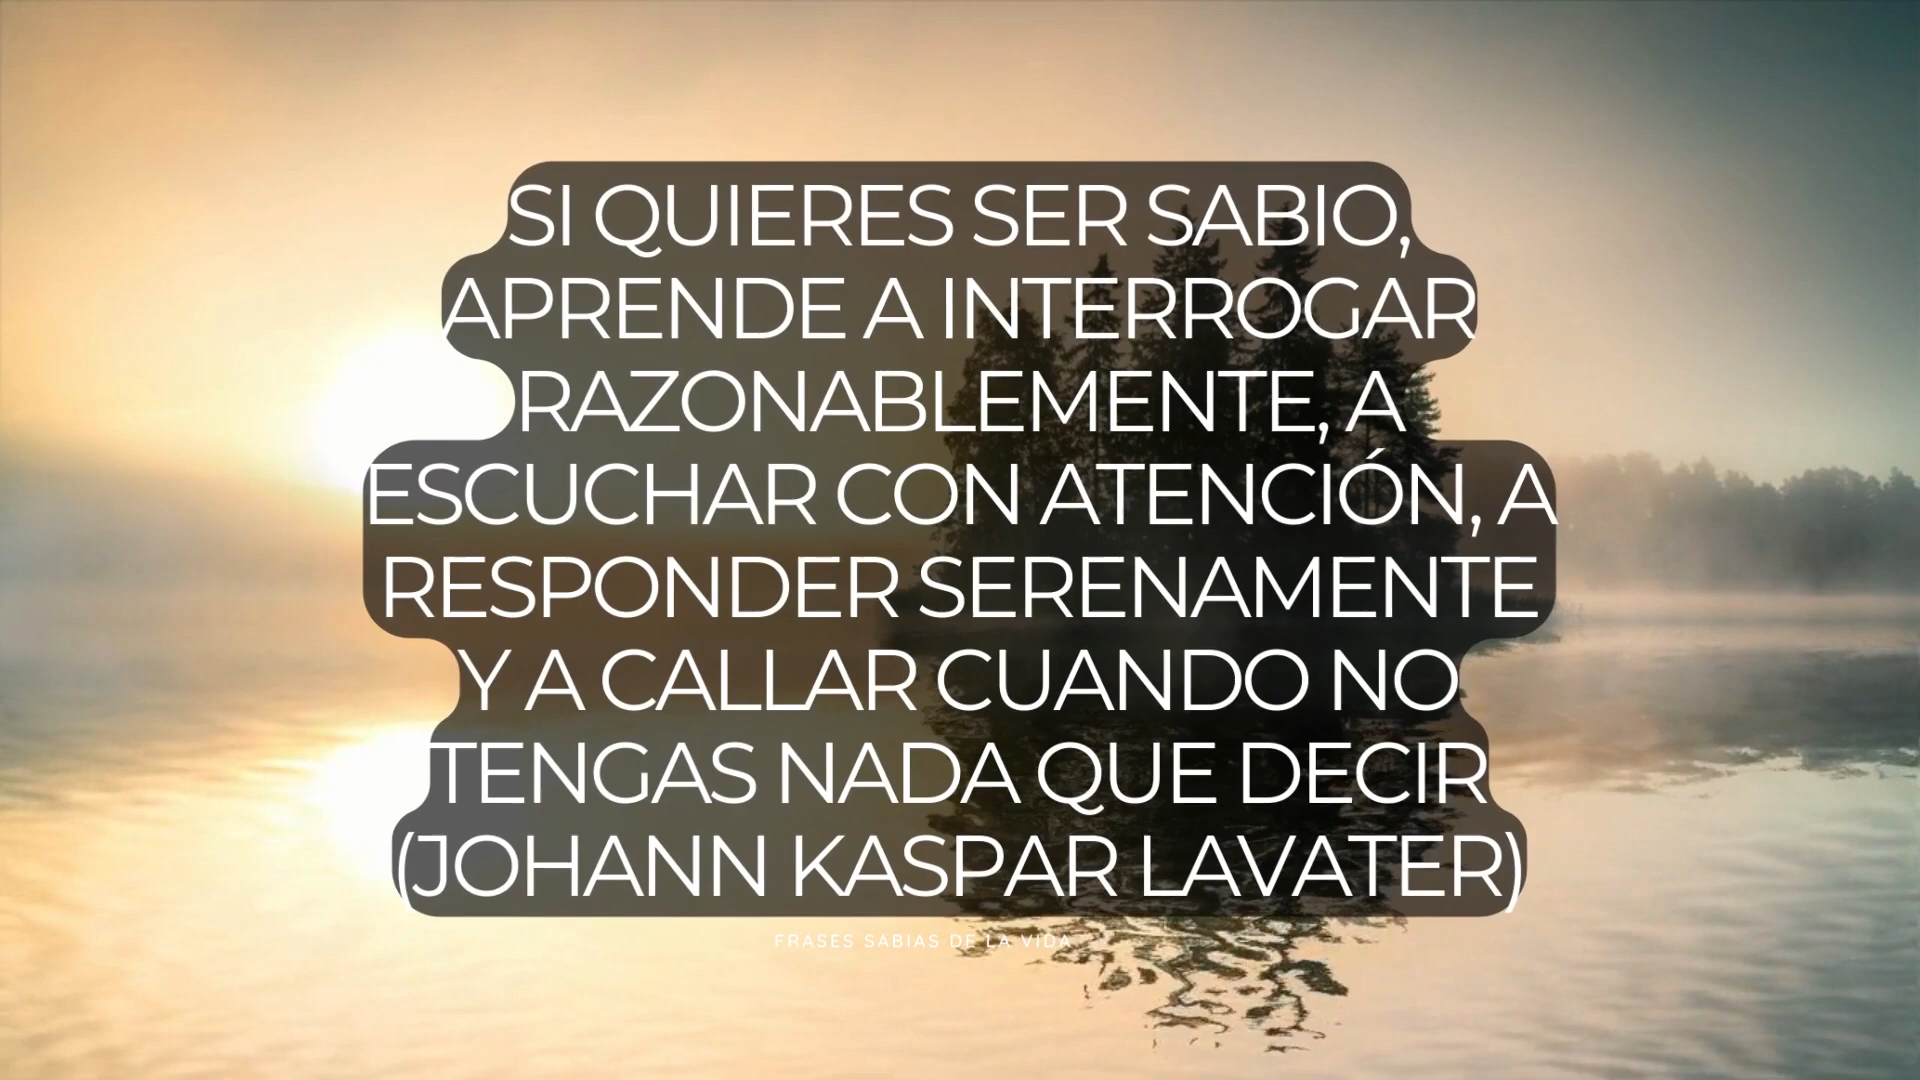 SI QUIERES SER SABIO,
APRENDE A INTERROGAR
RAZONABLEMENTE, A
ESCUCHAR CON ATENCIÓN, A
RESPONDER SERENAMENTE
Y A CALLAR CUANDO NO
TENGAS NADA QUE DECIR
(JOHANN KASPAR LAVATER)
FRASES SABIAS DE LA VIDA